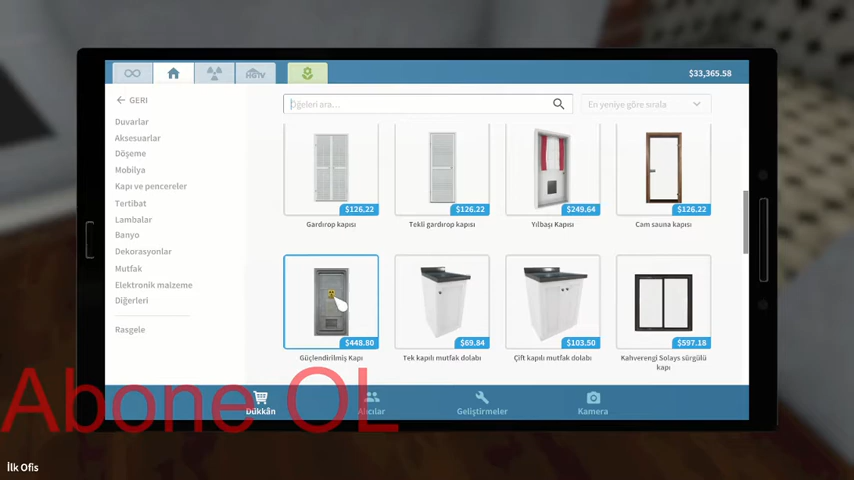 HGTV
$33,365.58
GERI
Öğeleri ara...
En yeniye göre sırala
Duvarlar
Aksesuarlar
Döşeme
Mobilya
Kapı ve pencereler
Tertibat
Lambalar
Banyo
Dekorasyonlar
Mutfak
Elektronik malzeme
Diğerleri
Rasgele
$126.22
$126.22
$249.64
$126.22
Gardırop kapısı
Tekli gardırop kapısı
Yılbaşı Kapısı
Cam sauna kapısı
$448.80
$69.84
$103.50
$597.18
Güçlendirilmiş Kapı
Tek kapılı mutfak dolabı
Çift kapılı mutfak dolabı
Kahverengi Solays sürgülü
kapı
Abone OL
Dükkân
Alıcılar
Geliştirmeler
Kamera
İlk Ofis